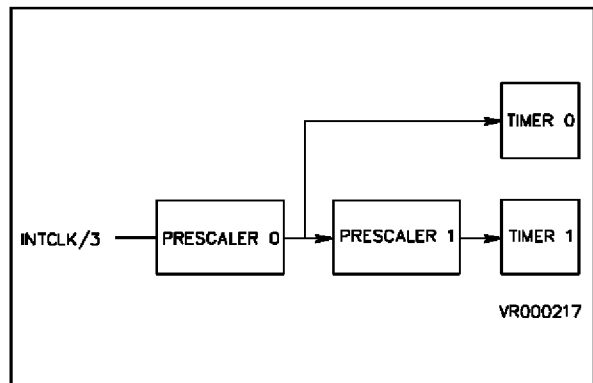 TIMER 0
INTCLK/3
PRESCALER 0
PRESCALER 1
TIMER 1
VR000217